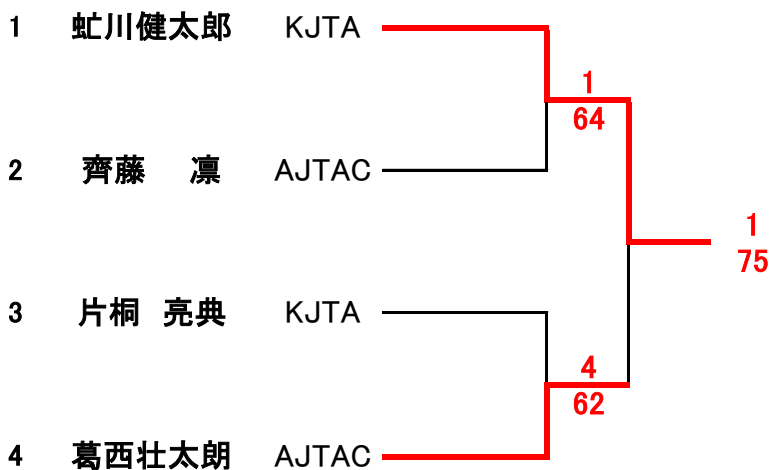 1 虻川健太郎 KJTA
1
64
2 齊藤 凛 AJTAC
1
75
3 片桐 亮典 KJTA
4
62
4 葛西壮太朗 AJTAC